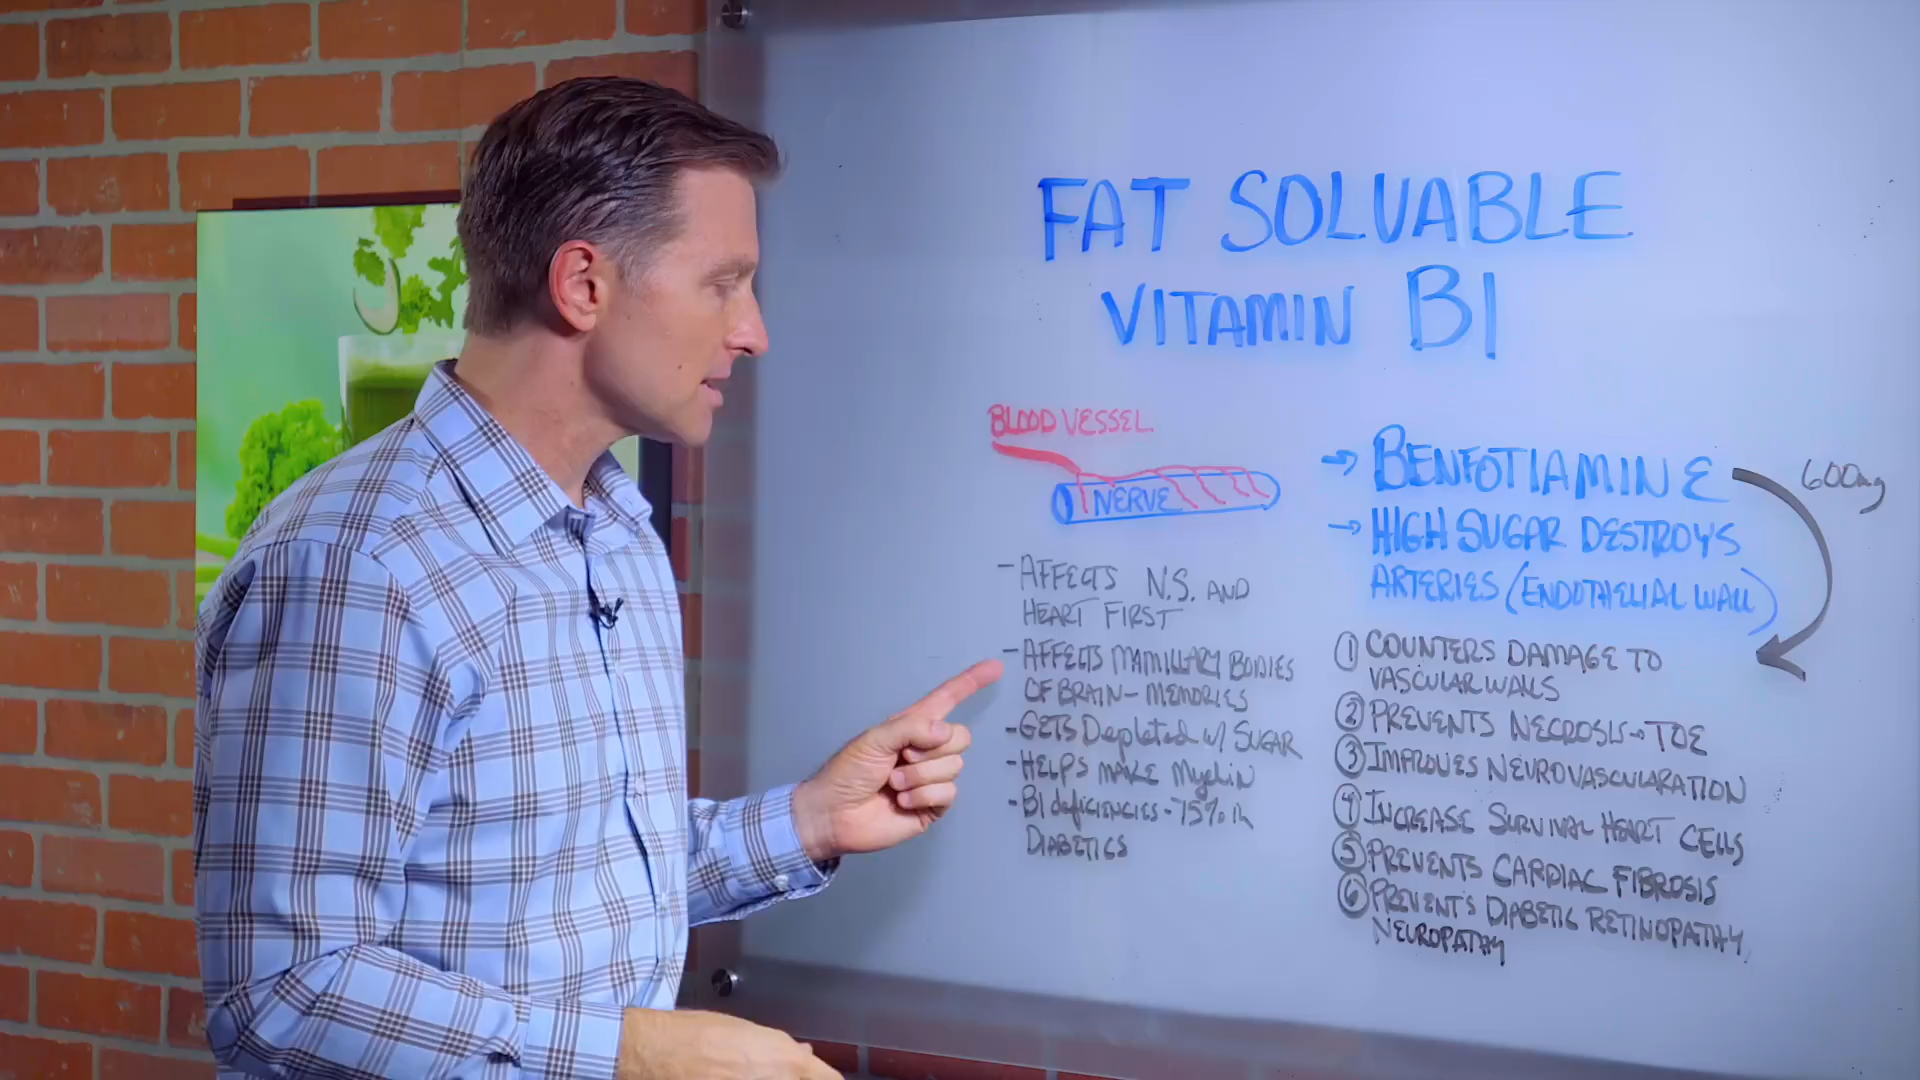 FAT SOLUABLE
VITAMIN B1
BLOOD VESSEL
NERVE
- AFFECTS N.S. AND
HEART FIRST
- AFFECTS MAMILLARY BODIES
OF BRAIN - MEMORIES
- GETS Depleted w/ SUGAR
- HELPS MAKE Myelin
- B1 deficiencies - 75% in
DIABETICS
→ BENFOTIAMINE
600mg
→ HIGH SUGAR DESTROYS
ARTERIES (ENDOTHELIAL WALL)
① COUNTERS DAMAGE TO
VASCULAR WALLS
② PREVENTS NECROSIS → TOE
③ IMPROVES NEUROVASCULARATION
④ INCREASE SURVIVAL HEART CELLS
⑤ PREVENTS CARDIAC FIBROSIS
⑥ PREVENTS DIABETIC RETINOPATHY,
NEUROPATHY